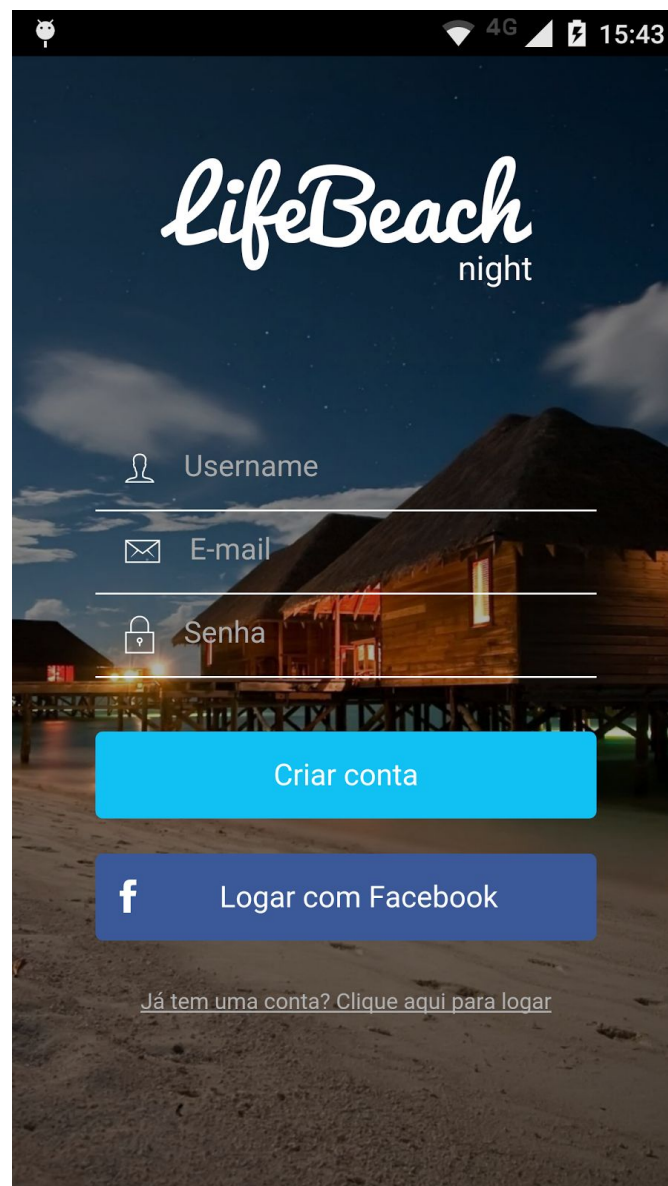 4G 15:43
LifeBeach
night
Username
E-mail
Senha
Criar conta
f Logar com Facebook
Já tem uma conta? Clique aqui para logar